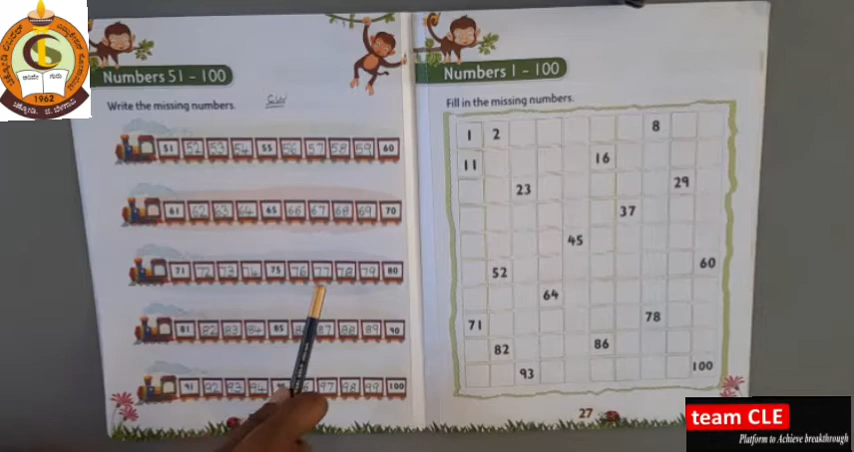 1962
Numbers 51 - 100
Write the missing numbers.
51 52 53 54 55 56 57 58 59 60
61 62 63 64 65 66 67 68 69 70
71 72 73 74 75 76 77 78 79 80
81 82 83 84 85 87 88 89 90
91 92 93 94 97 98 99 100
Numbers 1 - 100
Fill in the missing numbers.
1 2 8
11 16
23 29
37
45
52 60
64
71 78
82 86
93 100
27
team CLE
Platform to Achieve breakthrough